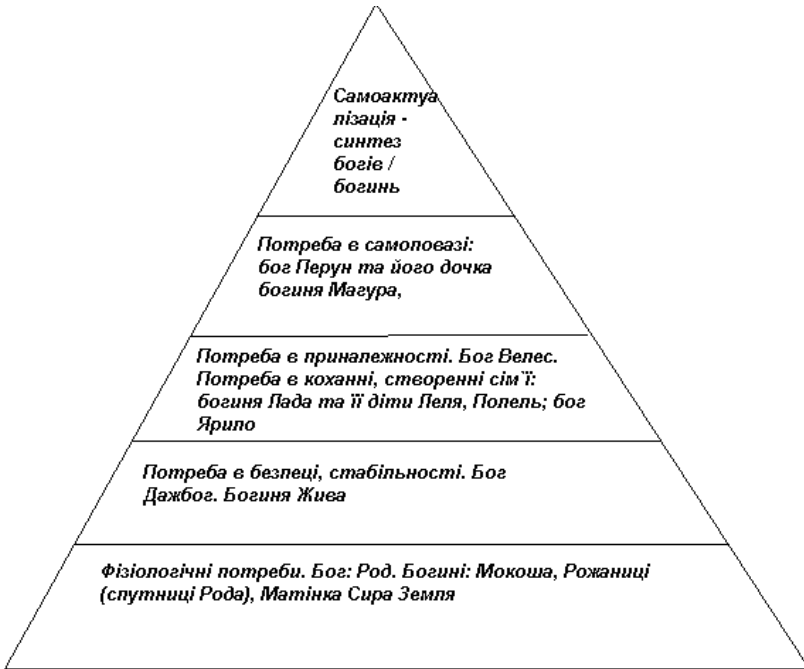 Самоактуа
лізація -
синтез
богів /
богинь
Потреба в самоповазі:
бог Перун та його дочка
богиня Магура,
Потреба в приналежності. Бог Велес.
Потреба в коханні, створенні сім`ї:
богиня Лада та її діти Леля, Полель; бог
Ярило
Потреба в безпеці, стабільності. Бог
Дажбог. Богиня Жива
Фізіологічні потреби. Бог: Род. Богині: Мокоша, Рожаниці
(спутниці Рода), Матінка Сира Земля